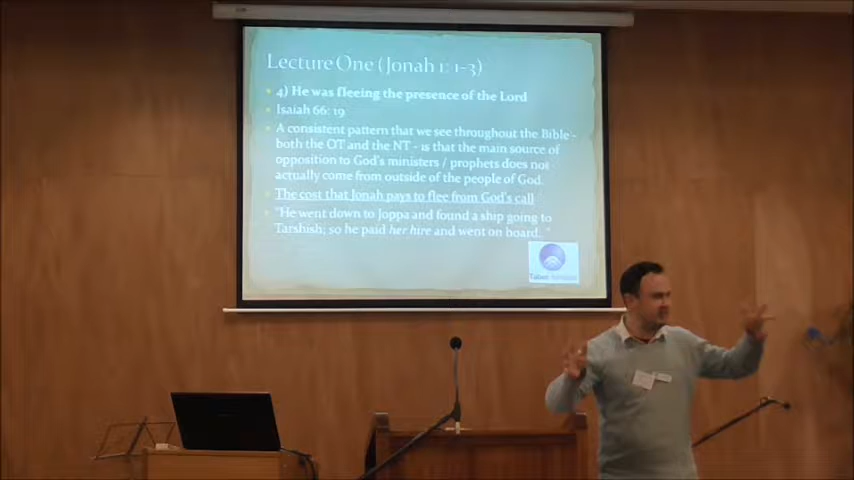 Lecture One (Jonah 1: 1-3)
4) He was fleeing the presence of the Lord
Isaiah 66: 19
A consistent pattern that we see throughout the Bible -
both the OT and the NT - is that the main source of
opposition to God's ministers / prophets does not
actually come from outside of the people of God.
The cost that Jonah pays to flee from God's call
"He went down to Joppa and found a ship going to
Tarshish; so he paid her hire and went on board. "